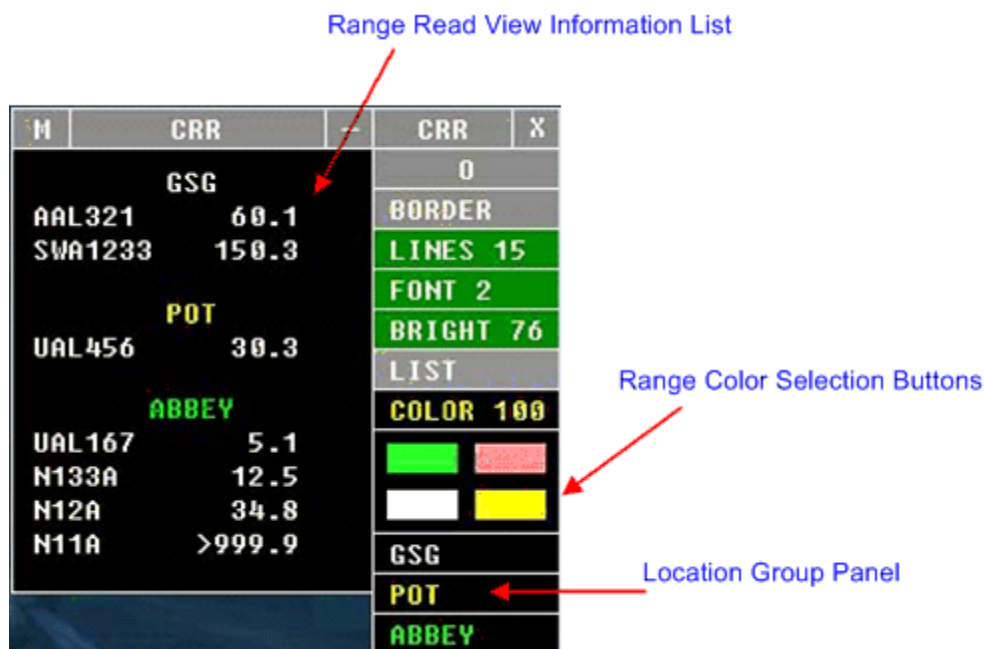 Range Read View Information List
M CRR – CRR X
GSG
AAL321 60.1
SWA1233 150.3
POT
UAL456 30.3
ABBEY
UAL167 5.1
N133A 12.5
N12A 34.8
N11A >999.9
O
BORDER
LINES 15
FONT 2
BRIGHT 76
LIST
COLOR 100
GSG
POT
ABBEY
Range Color Selection Buttons
Location Group Panel